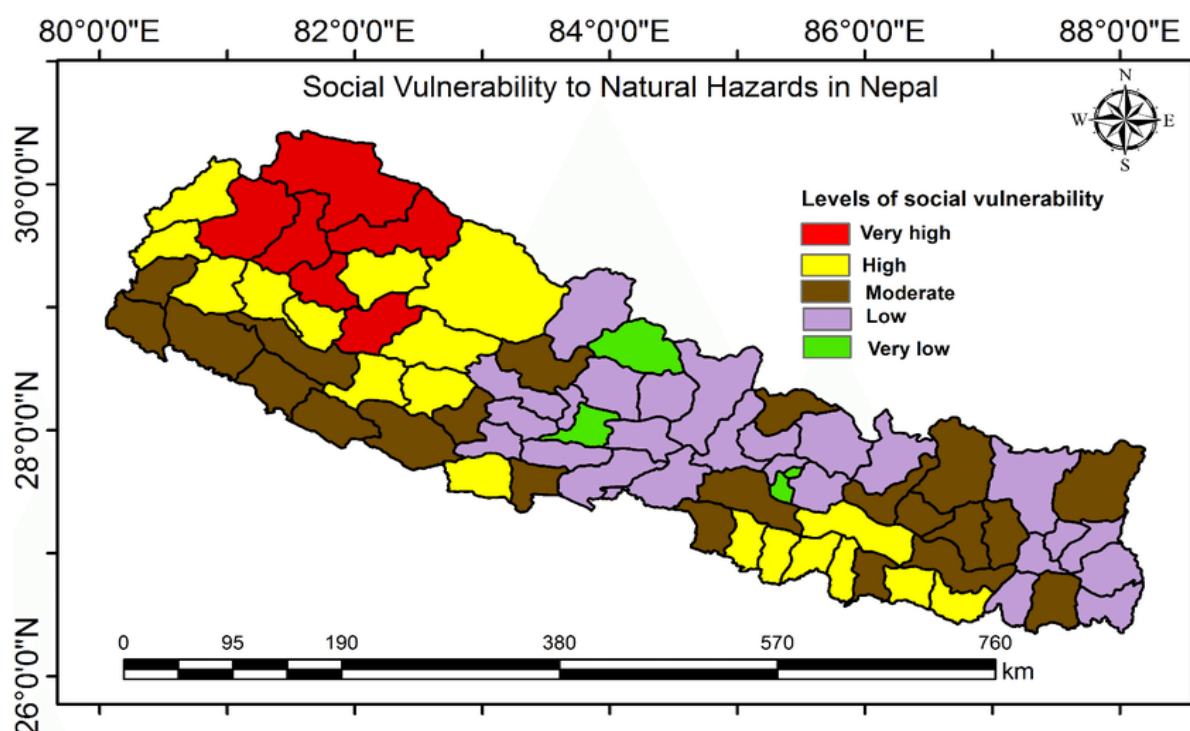 80°0'0"E 82°0'0"E 84°0'0"E 86°0'0"E 88°0'0"E
Social Vulnerability to Natural Hazards in Nepal
N
W E
S
30°0'0"N
28°0'0"N
26°0'0"N
Levels of social vulnerability
Very high
High
Moderate
Low
Very low
0 95 190 380 570 760
km